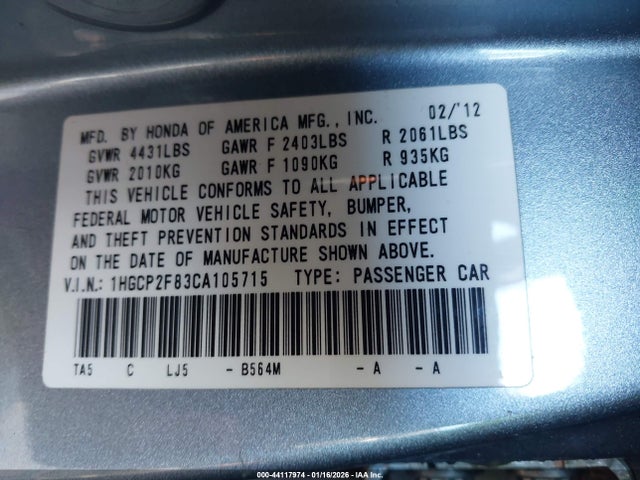 MFD. BY HONDA OF AMERICA MFG., INC. 02/'12
GVWR 4431LBS GAWR F 2403LBS R 2061LBS
GVWR 2010KG GAWR F 1090KG R 935KG
THIS VEHICLE CONFORMS TO ALL APPLICABLE
FEDERAL MOTOR VEHICLE SAFETY, BUMPER,
AND THEFT PREVENTION STANDARDS IN EFFECT
ON THE DATE OF MANUFACTURE SHOWN ABOVE.
V.I.N.: 1HGCP2F83CA105715 TYPE: PASSENGER CAR
TA5 C LJ5 - B564M - A - A
000-44117974 - 01/16/2026 - IAA Inc.